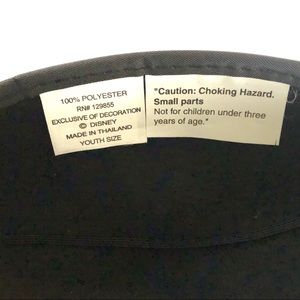 100% POLYESTER
RN# 129855
EXCLUSIVE OF DECORATION
© DISNEY
MADE IN THAILAND
YOUTH SIZE
"Caution: Choking Hazard.
Small parts
Not for children under three
years of age."